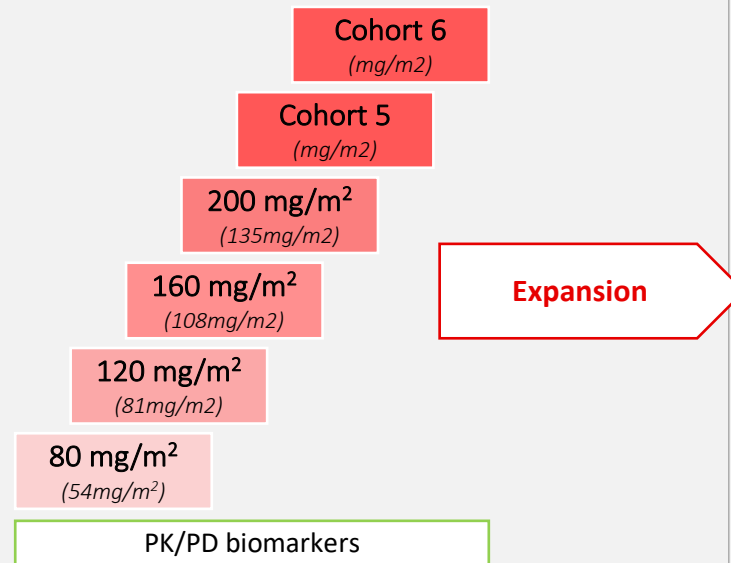 Cohort 6
(mg/m2)
Cohort 5
(mg/m2)
200 mg/m²
(135mg/m2)
160 mg/m²
(108mg/m2)
Expansion
120 mg/m²
(81mg/m2)
80 mg/m²
(54mg/m²)
PK/PD biomarkers